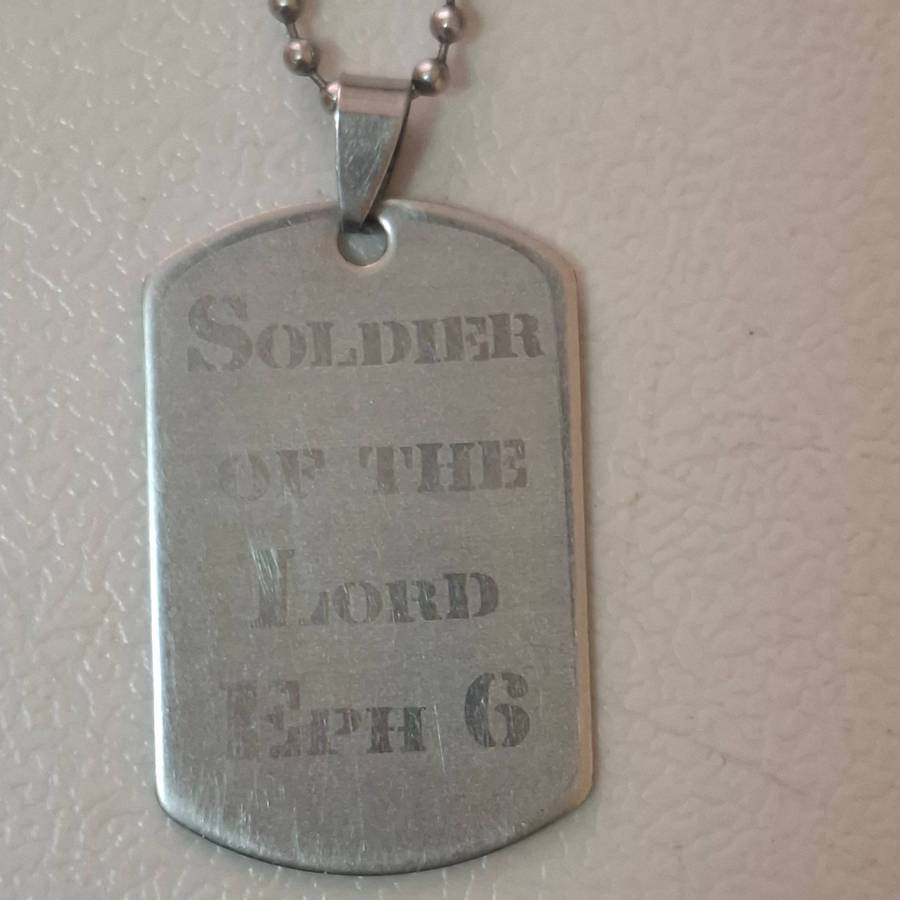 Soldier
of the
Lord
Eph 6